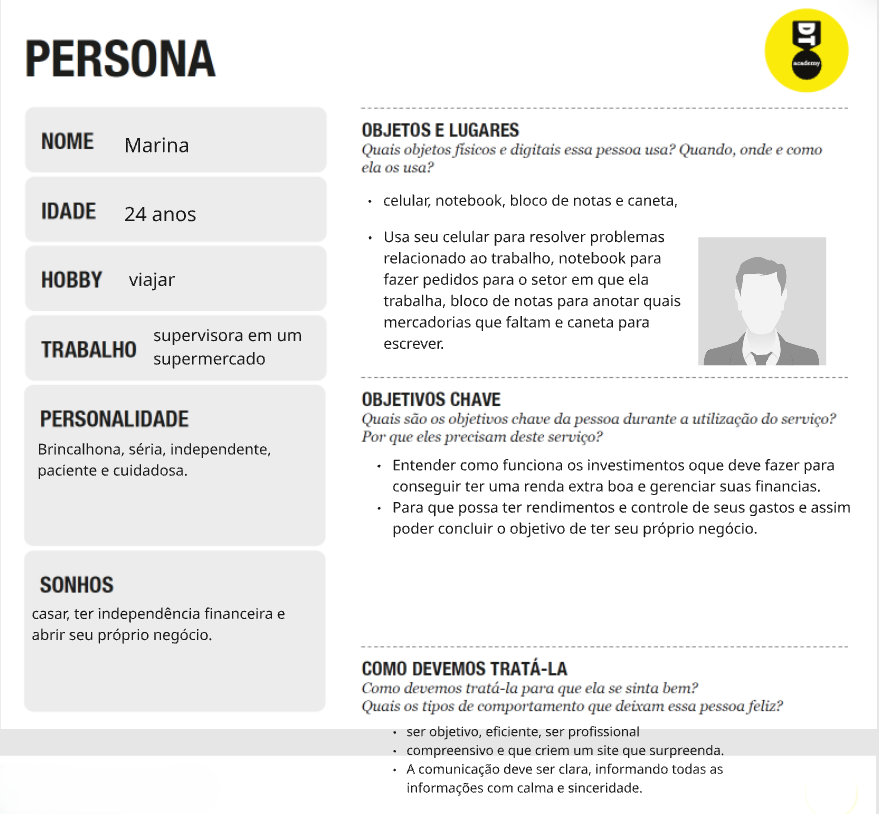 PERSONA
DT
academy
NOME Marina
IDADE 24 anos
HOBBY viajar
TRABALHO supervisora em um
supermercado
PERSONALIDADE
Brincalhona, séria, independente,
paciente e cuidadosa.
SONHOS
casar, ter independência financeira e
abrir seu próprio negócio.
OBJETOS E LUGARES
Quais objetos físicos e digitais essa pessoa usa? Quando, onde e como
ela os usa?
• celular, notebook, bloco de notas e caneta,
• Usa seu celular para resolver problemas
relacionado ao trabalho, notebook para
fazer pedidos para o setor em que ela
trabalha, bloco de notas para anotar quais
mercadorias que faltam e caneta para
escrever.
OBJETIVOS CHAVE
Quais são os objetivos chave da pessoa durante a utilização do serviço?
Por que eles precisam deste serviço?
• Entender como funciona os investimentos oque deve fazer para
conseguir ter uma renda extra boa e gerenciar suas financias.
• Para que possa ter rendimentos e controle de seus gastos e assim
poder concluir o objetivo de ter seu próprio negócio.
COMO DEVEMOS TRATÁ-LA
Como devemos tratá-la para que ela se sinta bem?
Quais os tipos de comportamento que deixam essa pessoa feliz?
• ser objetivo, eficiente, ser profissional
• compreensivo e que criem um site que surpreenda.
• A comunicação deve ser clara, informando todas as
informações com calma e sinceridade.